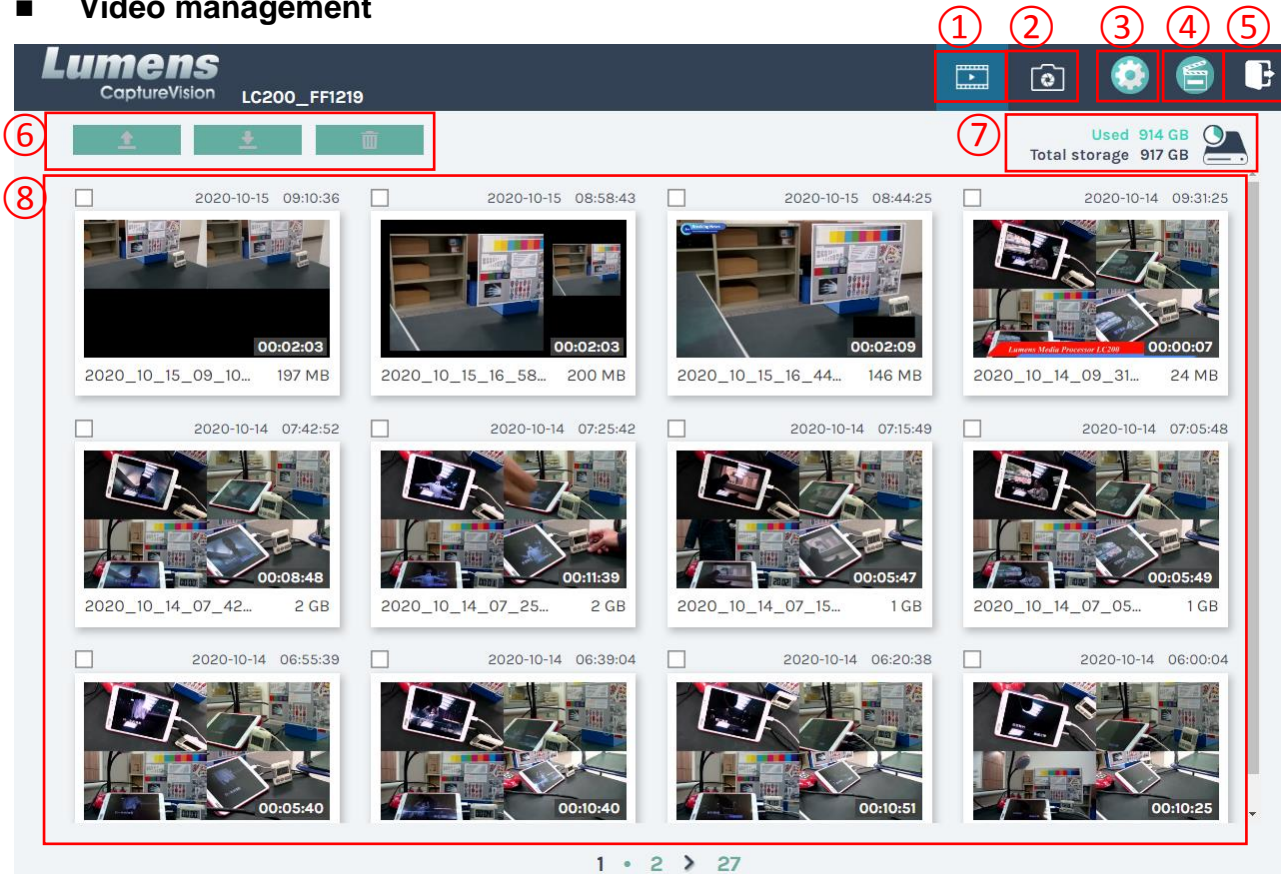 ■ Video management
① ② ③ ④ ⑤
Lumens
CaptureVision LC200_FF1219
⑥
⑦ Used 914 GB
Total storage 917 GB
⑧
2020-10-15 09:10:36 2020-10-15 08:58:43 2020-10-15 08:44:25 2020-10-14 09:31:25
Lumens Media Processor LC200
00:02:03 00:02:03 00:02:09 00:00:07
2020_10_15_09_10... 197 MB 2020_10_15_16_58... 200 MB 2020_10_15_16_44... 146 MB 2020_10_14_09_31... 24 MB
2020-10-14 07:42:52 2020-10-14 07:25:42 2020-10-14 07:15:49 2020-10-14 07:05:48
00:08:48 00:11:39 00:05:47 00:05:49
2020_10_14_07_42... 2 GB 2020_10_14_07_25... 2 GB 2020_10_14_07_15... 1 GB 2020_10_14_07_05... 1 GB
2020-10-14 06:55:39 2020-10-14 06:39:04 2020-10-14 06:20:38 2020-10-14 06:00:04
00:05:40 00:10:40 00:10:51 00:10:25
1 • 2 > 27